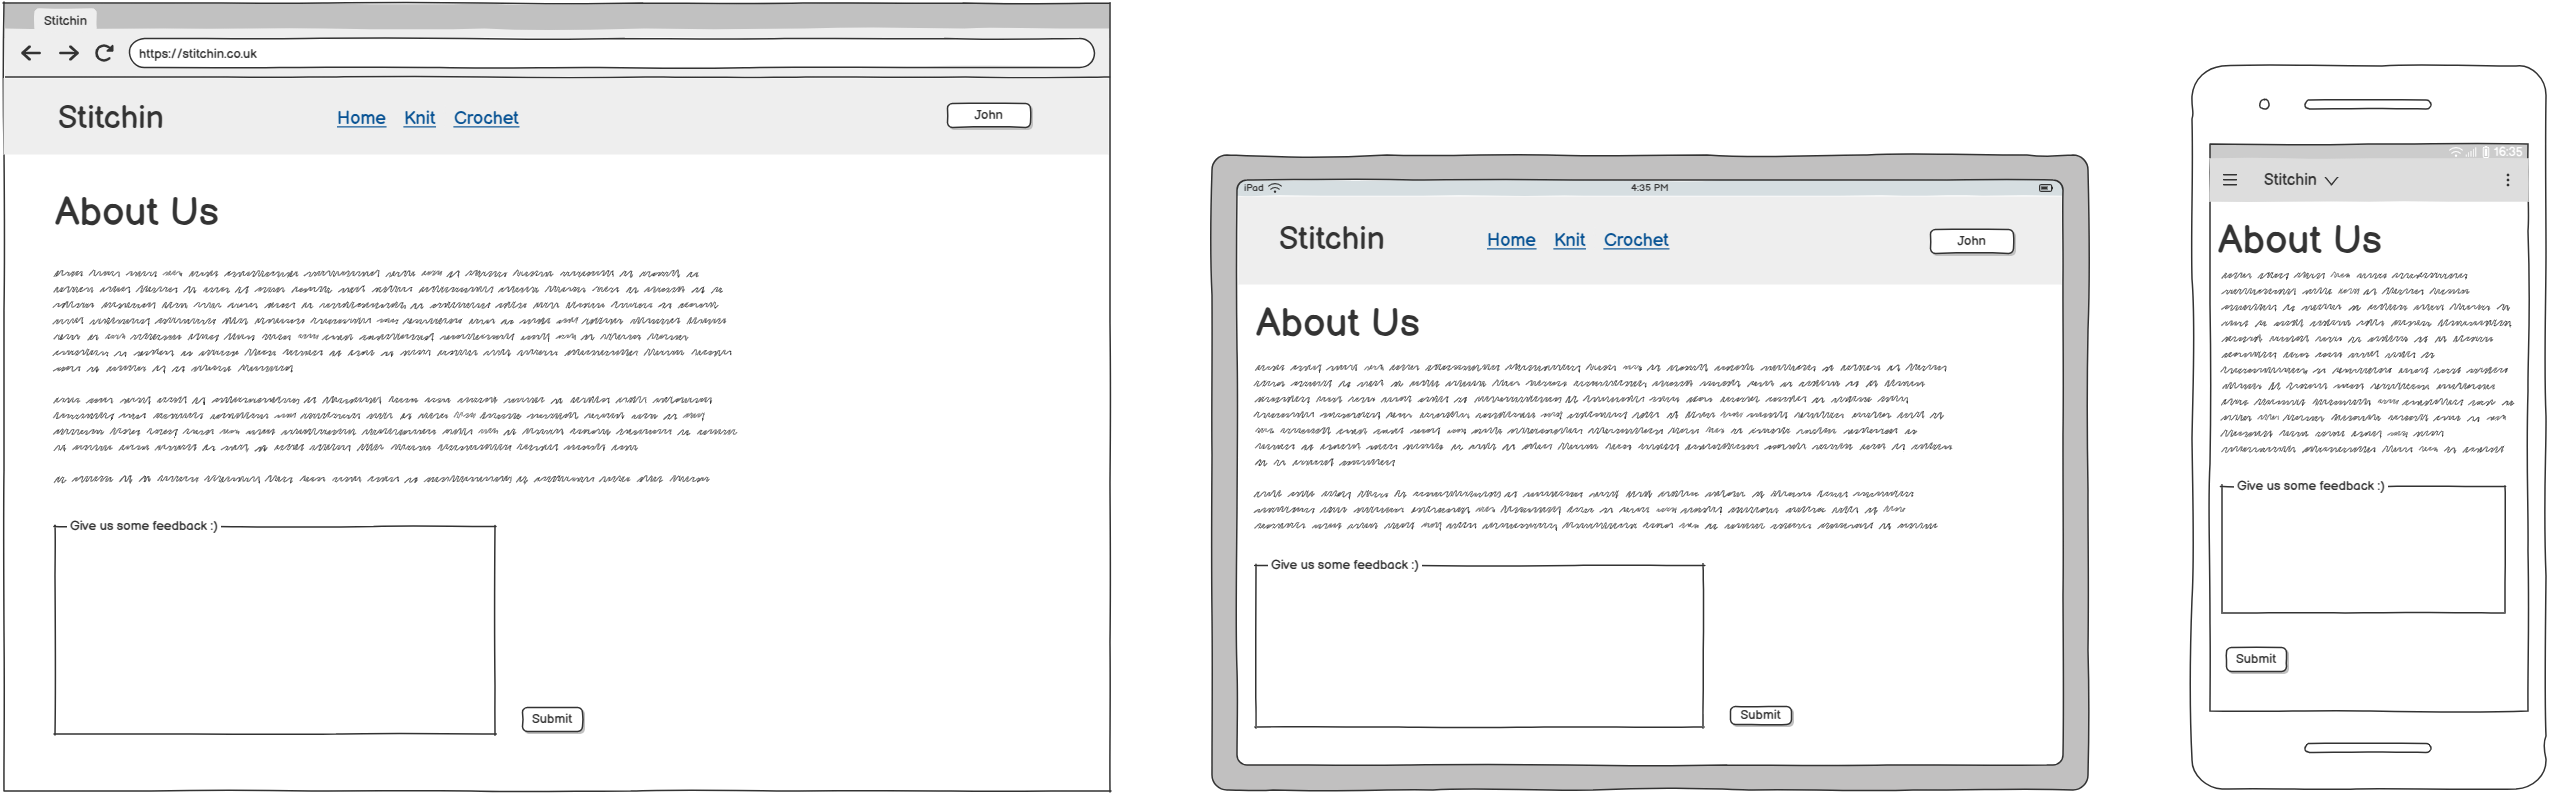 Stitchin
https://stitchin.co.uk
Stitchin
Home Knit Crochet
John
About Us
Give us some feedback :)
Submit
iPad
4:35 PM
Stitchin
Home Knit Crochet
John
About Us
Give us some feedback :)
Submit
16:35
Stitchin
About Us
Give us some feedback :)
Submit